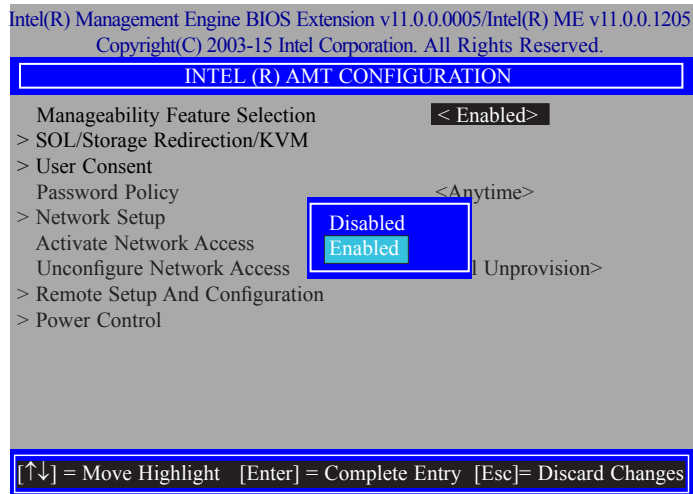 Intel(R) Management Engine BIOS Extension v11.0.0.0005/Intel(R) ME v11.0.0.1205
Copyright(C) 2003-15 Intel Corporation. All Rights Reserved.
INTEL (R) AMT CONFIGURATION
Manageability Feature Selection < Enabled>
> SOL/Storage Redirection/KVM
> User Consent
Password Policy <Anytime>
> Network Setup
Disabled
Activate Network Access
Enabled
Unconfigure Network Access l Unprovision>
> Remote Setup And Configuration
> Power Control
[↑↓] = Move Highlight [Enter] = Complete Entry [Esc]= Discard Changes